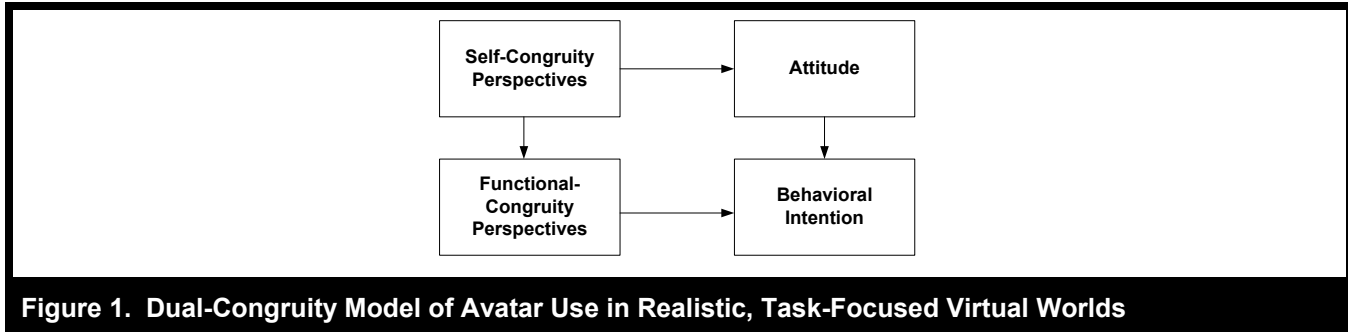 Self-Congruity
Perspectives
Attitude
Functional-
Congruity
Perspectives
Behavioral
Intention
Figure 1. Dual-Congruity Model of Avatar Use in Realistic, Task-Focused Virtual Worlds